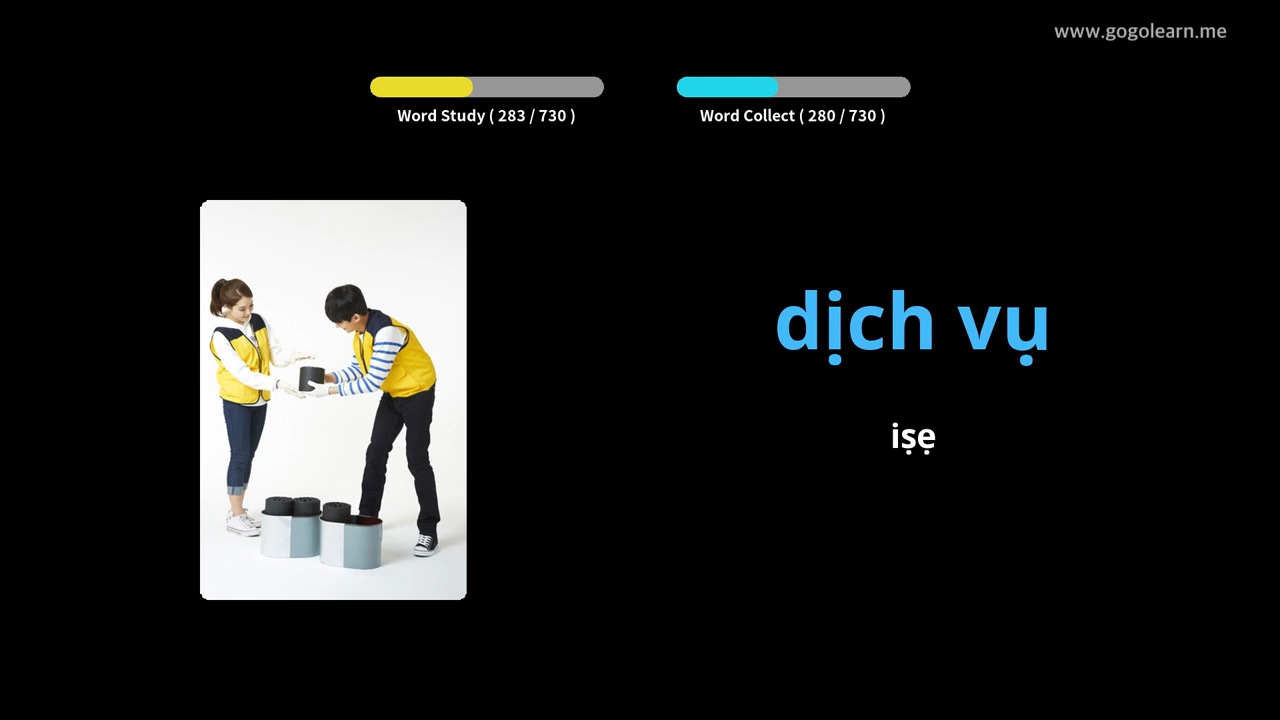 www.gogolearn.me
Word Study ( 283 / 730 )
Word Collect ( 280 / 730 )
dịch vụ
iṣẹ